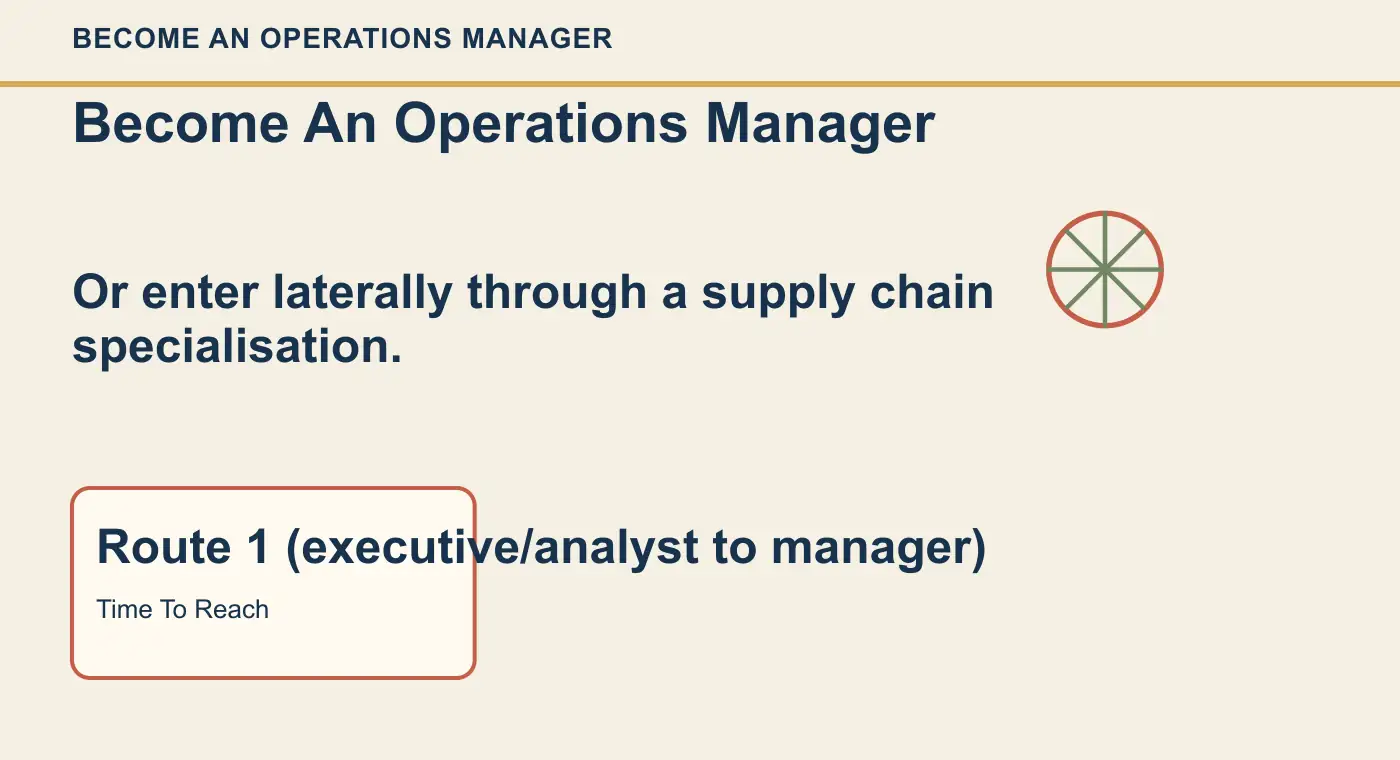 BECOME AN OPERATIONS MANAGER
Become An Operations Manager
Or enter laterally through a supply chain
specialisation.
Route 1 (executive/analyst to manager)
Time To Reach